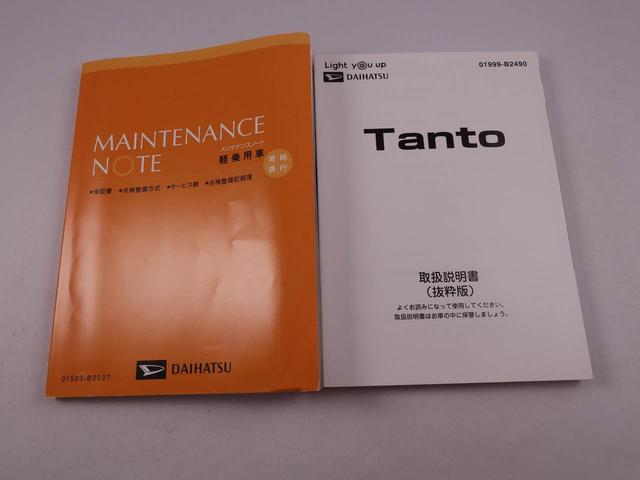 MAINTENANCE
NOTE
メンテナンスノート
軽乗用車
常時
携行
●保証書 ●点検整備方式 ●サービス網 ●点検整備記録簿
DAIHATSU
01989-B2027
Light you up
DAIHATSU
01999-B2490
Tanto
取扱説明書
（抜粋版）
よくお読みになって使用してください。
取扱説明書はお車の中に保管しましょう。